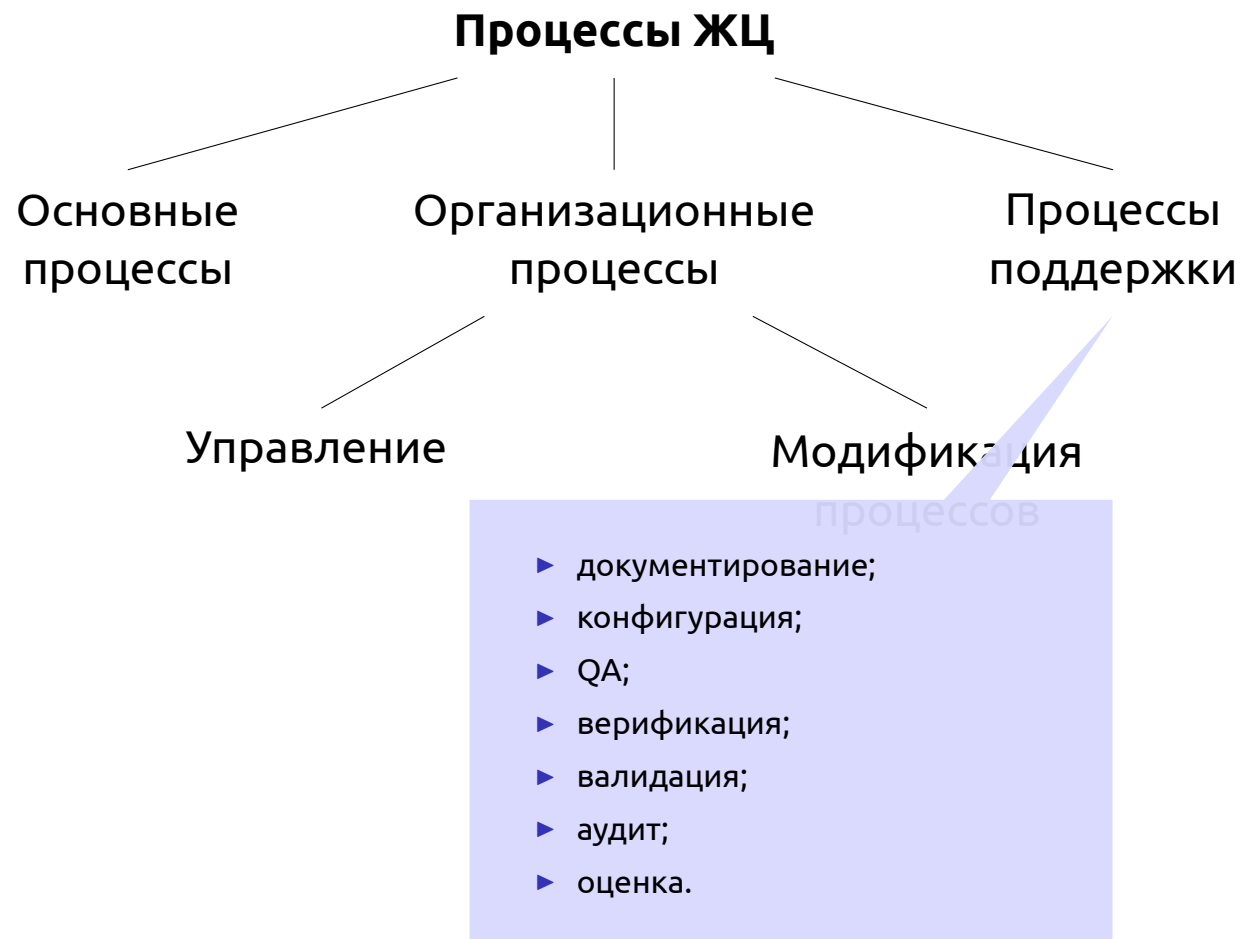 Процессы ЖЦ
Основные
процессы
Организационные
процессы
Процессы
поддержки
Управление
Модификация
процессов
документирование;
конфигурация;
QA;
верификация;
валидация;
аудит;
оценка.